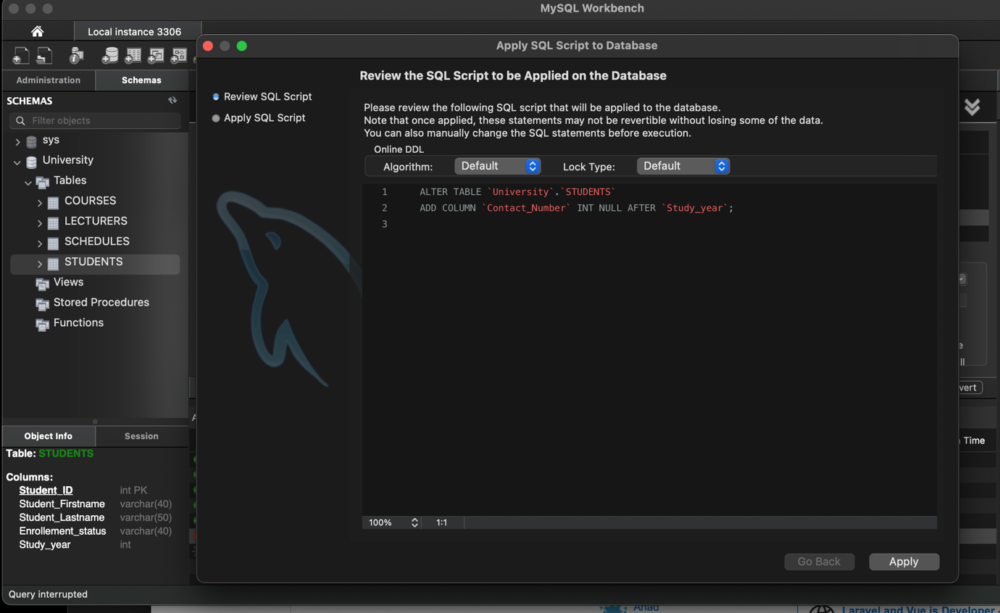 MySQL Workbench
Local instance 3306
Administration
Schemas
SCHEMAS
Filter objects
sys
University
Tables
COURSES
LECTURERS
SCHEDULES
STUDENTS
Views
Stored Procedures
Functions
Object Info
Session
Table: STUDENTS
Columns:
Student_ID int PK
Student_Firstname varchar(40)
Student_Lastname varchar(50)
Enrollement_status varchar(40)
Study_year int
Query interrupted
Apply SQL Script to Database
Review SQL Script
Apply SQL Script
Review the SQL Script to be Applied on the Database
Please review the following SQL script that will be applied to the database.
Note that once applied, these statements may not be revertible without losing some of the data.
You can also manually change the SQL statements before execution.
Online DDL
Algorithm: Default Lock Type: Default
1 ALTER TABLE `University`.`STUDENTS`
2 ADD COLUMN `Contact_Number` INT NULL AFTER `Study_year`;
3
100% 1:1
Go Back
Apply
vert
Time
Anad
Laravel and Vue js Developer